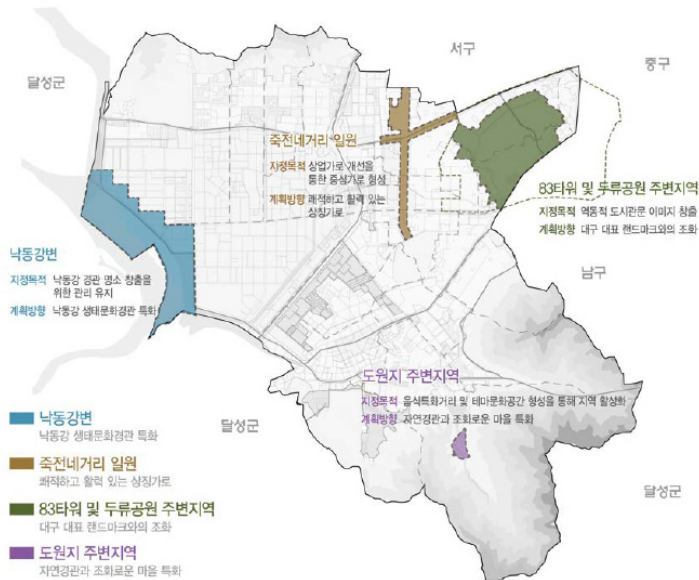 서구
중구
달성군
죽전네거리 일원
지정목적 상업가로 개선을
통한 중심가로 형성
계획방향 쾌적하고 활력 있는
상징가로
83타워 및 두류공원 주변지역
지정목적 역동적 도시관문 이미지 창출
계획방향 대구 대표 랜드마크와의 조화
낙동강변
지정목적 낙동강 경관 명소 창출을
위한 관리 유지
계획방향 낙동강 생태문화경관 특화
남구
도원지 주변지역
지정목적 음식특화거리 및 테마문화공간 형성을 통해 지역 활성화
계획방향 자연경관과 조화로운 마을 특화
달성군
달성군
낙동강변
낙동강 생태문화경관 특화
죽전네거리 일원
쾌적하고 활력 있는 상징가로
83타워 및 두류공원 주변지역
대구 대표 랜드마크와의 조화
도원지 주변지역
자연경관과 조화로운 마을 특화